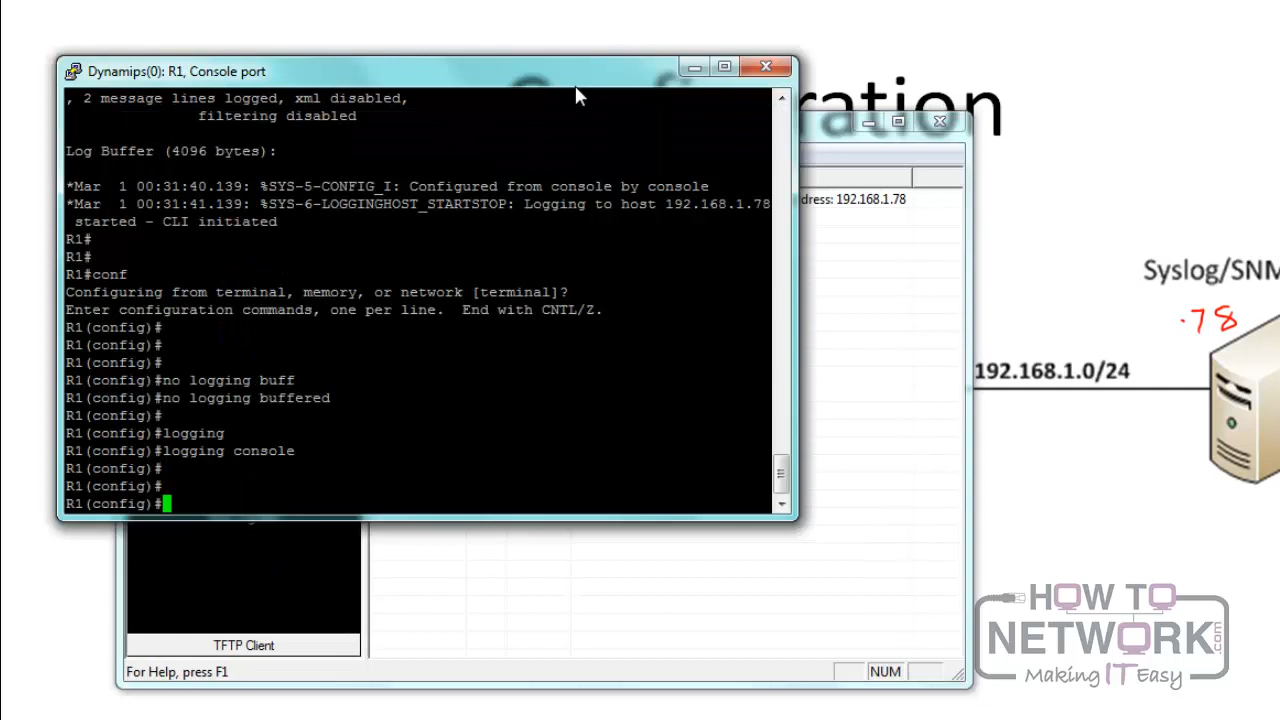 ration
Dynamips(0): R1, Console port
, 2 message lines logged, xml disabled,
filtering disabled
Log Buffer (4096 bytes):
*Mar  1 00:31:40.139: %SYS-5-CONFIG_I: Configured from console by console
*Mar  1 00:31:41.139: %SYS-6-LOGGINGHOST_STARTSTOP: Logging to host 192.168.1.78
started - CLI initiated
R1#
R1#
R1#conf
Configuring from terminal, memory, or network [terminal]?
Enter configuration commands, one per line.  End with CNTL/Z.
R1(config)#
R1(config)#
R1(config)#
R1(config)#no logging buff
R1(config)#no logging buffered
R1(config)#
R1(config)#logging
R1(config)#logging console
R1(config)#
R1(config)#
R1(config)#
dress: 192.168.1.78
Syslog/SNM
.78
192.168.1.0/24
TFTP Client
For Help, press F1
NUM
HOW TO
NETWORK.com
Making IT Easy